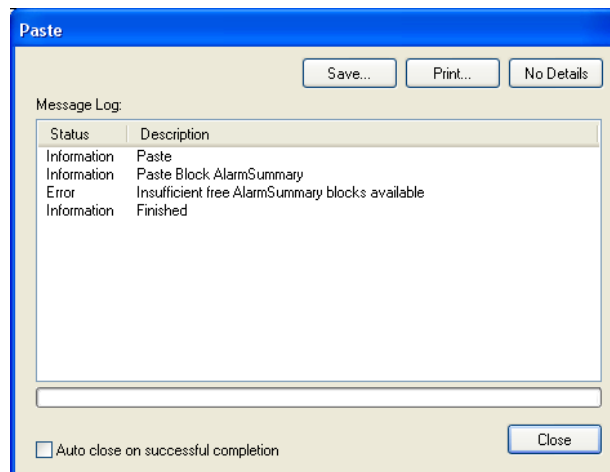 Paste
Save... Print... No Details
Message Log:
Status Description
Information Paste
Information Paste Block AlarmSummary
Error Insufficient free AlarmSummary blocks available
Information Finished
Close
Auto close on successful completion